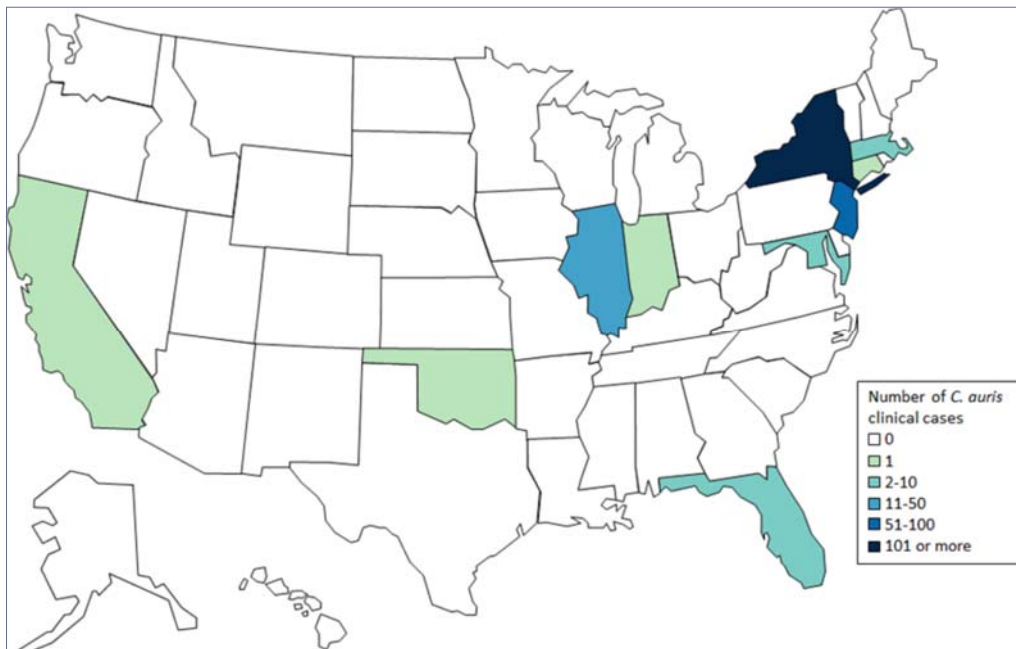 Number of C. auris
clinical cases
0
1
2-10
11-50
51-100
101 or more